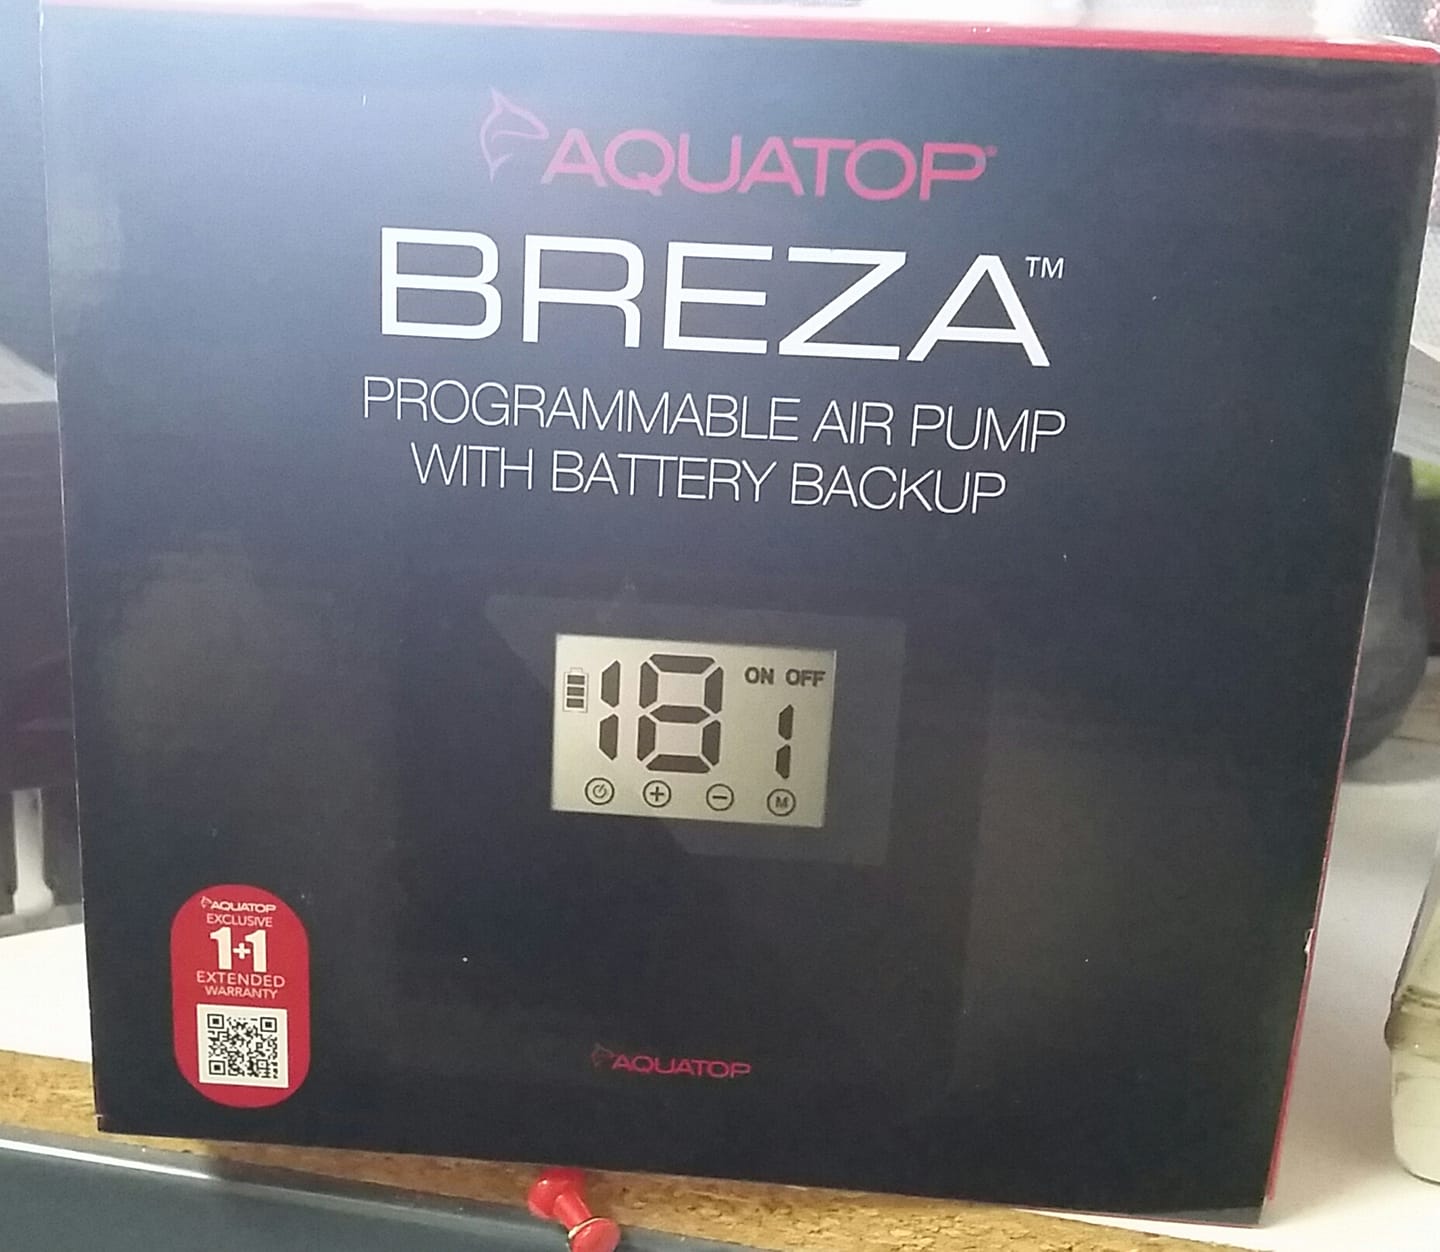 AQUATOP®
BREZA™
PROGRAMMABLE AIR PUMP
WITH BATTERY BACKUP
181
ON OFF
M
AQUATOP
EXCLUSIVE
1+1
EXTENDED
WARRANTY
AQUATOP